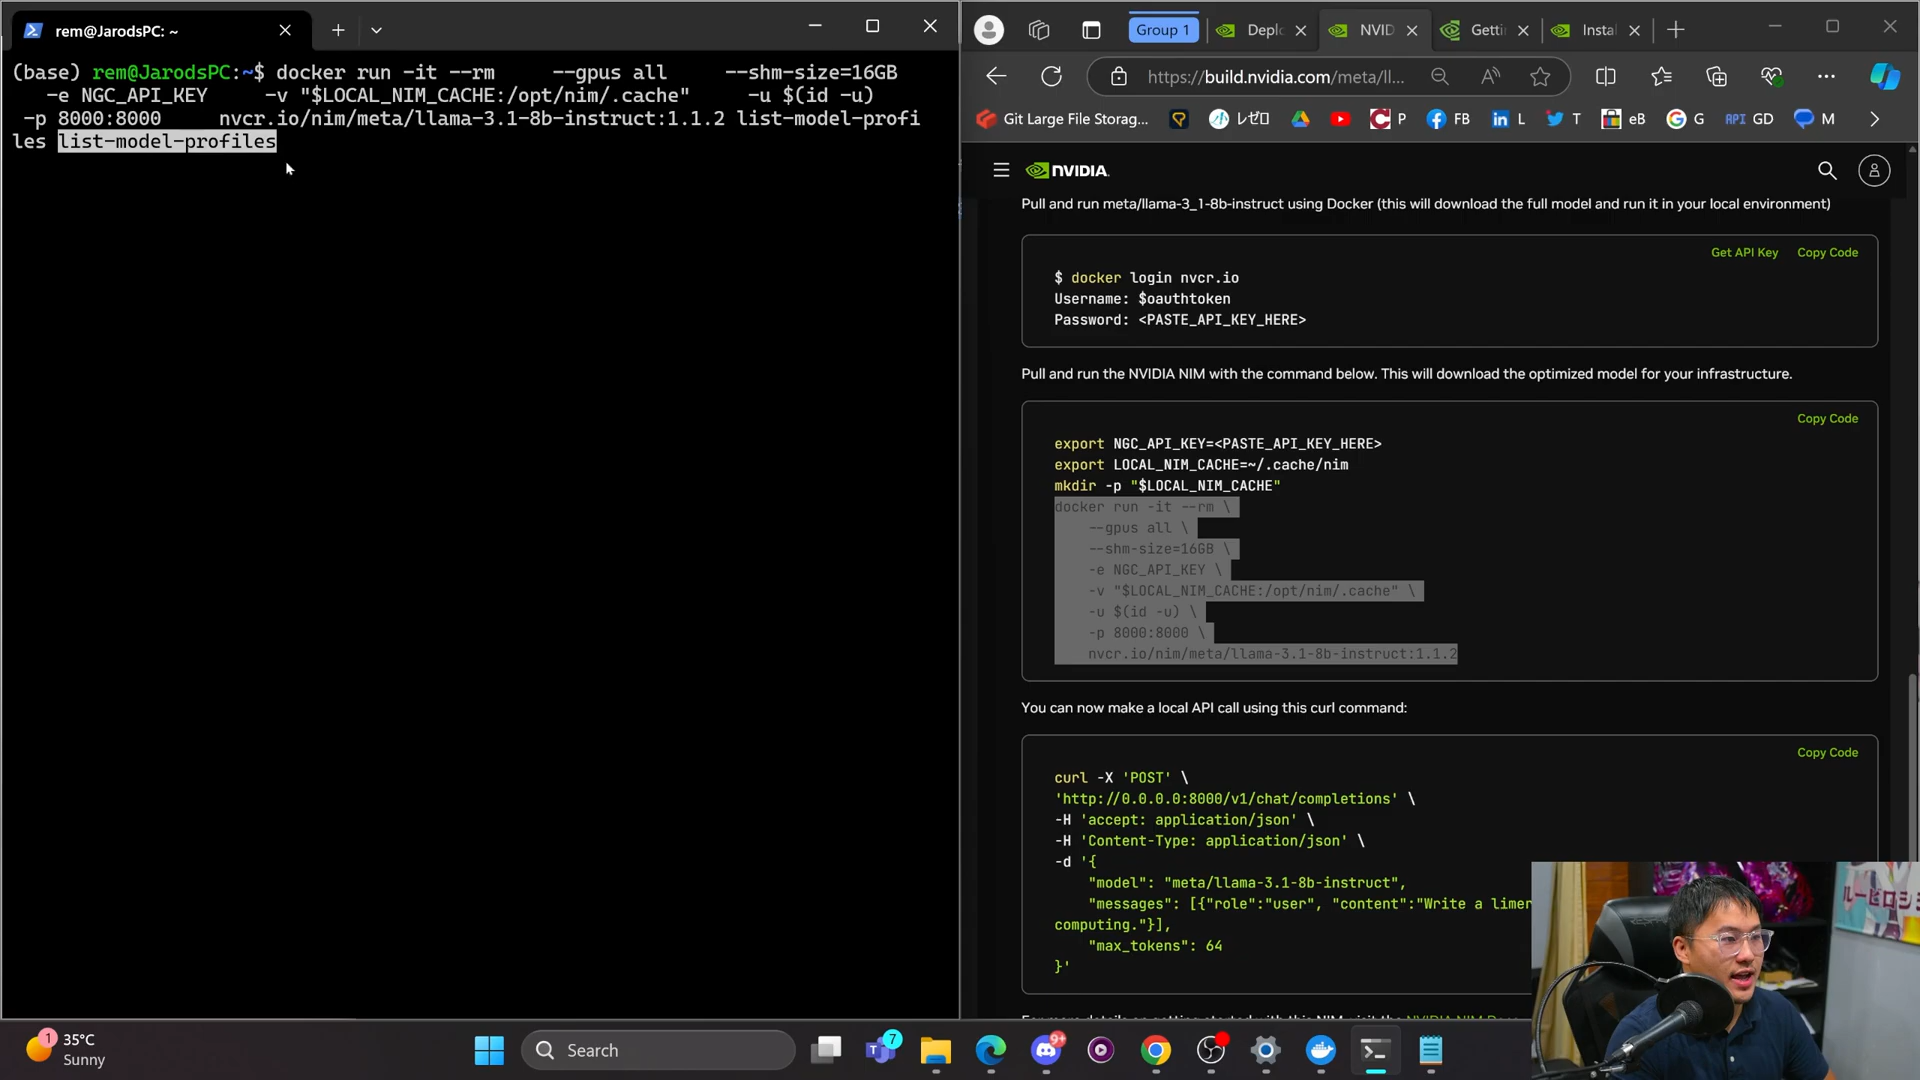 rem@JarodsPC: ~
(base) rem@JarodsPC:~$ docker run -it --rm     --gpus all     --shm-size=16GB
-e NGC_API_KEY     -v "$LOCAL_NIM_CACHE:/opt/nim/.cache"     -u $(id -u)
-p 8000:8000     nvcr.io/nim/meta/llama-3.1-8b-instruct:1.1.2 list-model-profi
les list-model-profiles
Group 1
Deplo
NVID
Getti
Instal
https://build.nvidia.com/meta/ll...
Git Large File Storag...
レゼロ
P
FB
L
T
eB
G
API GD
M
NVIDIA
Pull and run meta/llama-3_1-8b-instruct using Docker (this will download the full model and run it in your local environment)
Get API Key
Copy Code
$ docker login nvcr.io
Username: $oauthtoken
Password: <PASTE_API_KEY_HERE>
Pull and run the NVIDIA NIM with the command below. This will download the optimized model for your infrastructure.
Copy Code
export NGC_API_KEY=<PASTE_API_KEY_HERE>
export LOCAL_NIM_CACHE=~/.cache/nim
mkdir -p "$LOCAL_NIM_CACHE"
docker run -it --rm \
--gpus all \
--shm-size=16GB \
-e NGC_API_KEY \
-v "$LOCAL_NIM_CACHE:/opt/nim/.cache" \
-u $(id -u) \
-p 8000:8000 \
nvcr.io/nim/meta/llama-3.1-8b-instruct:1.1.2
You can now make a local API call using this curl command:
Copy Code
curl -X 'POST' \
'http://0.0.0.0:8000/v1/chat/completions' \
-H 'accept: application/json' \
-H 'Content-Type: application/json' \
-d '{
"model": "meta/llama-3.1-8b-instruct",
"messages": [{"role":"user", "content":"Write a limer
computing."}],
"max_tokens": 64
}'
1
35°C
Sunny
Search
7
9+